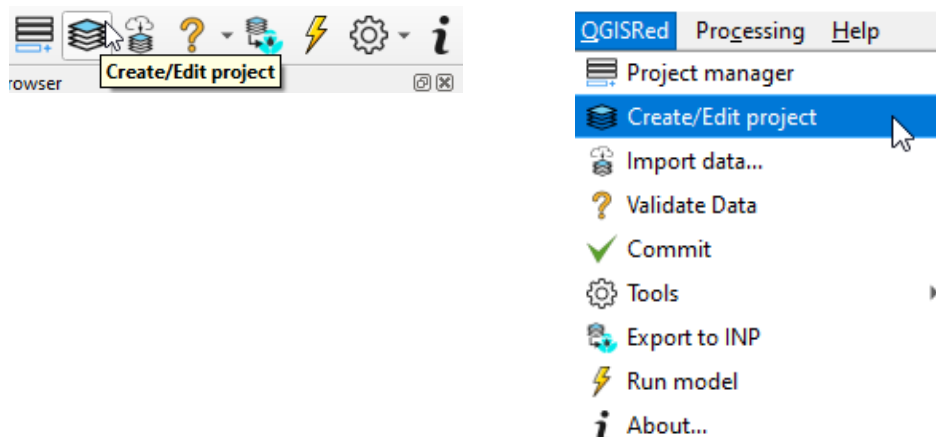 Create/Edit project
rowser
QGISRed Processing Help
Project manager
Create/Edit project
Import data...
Validate Data
Commit
Tools
Export to INP
Run model
About...